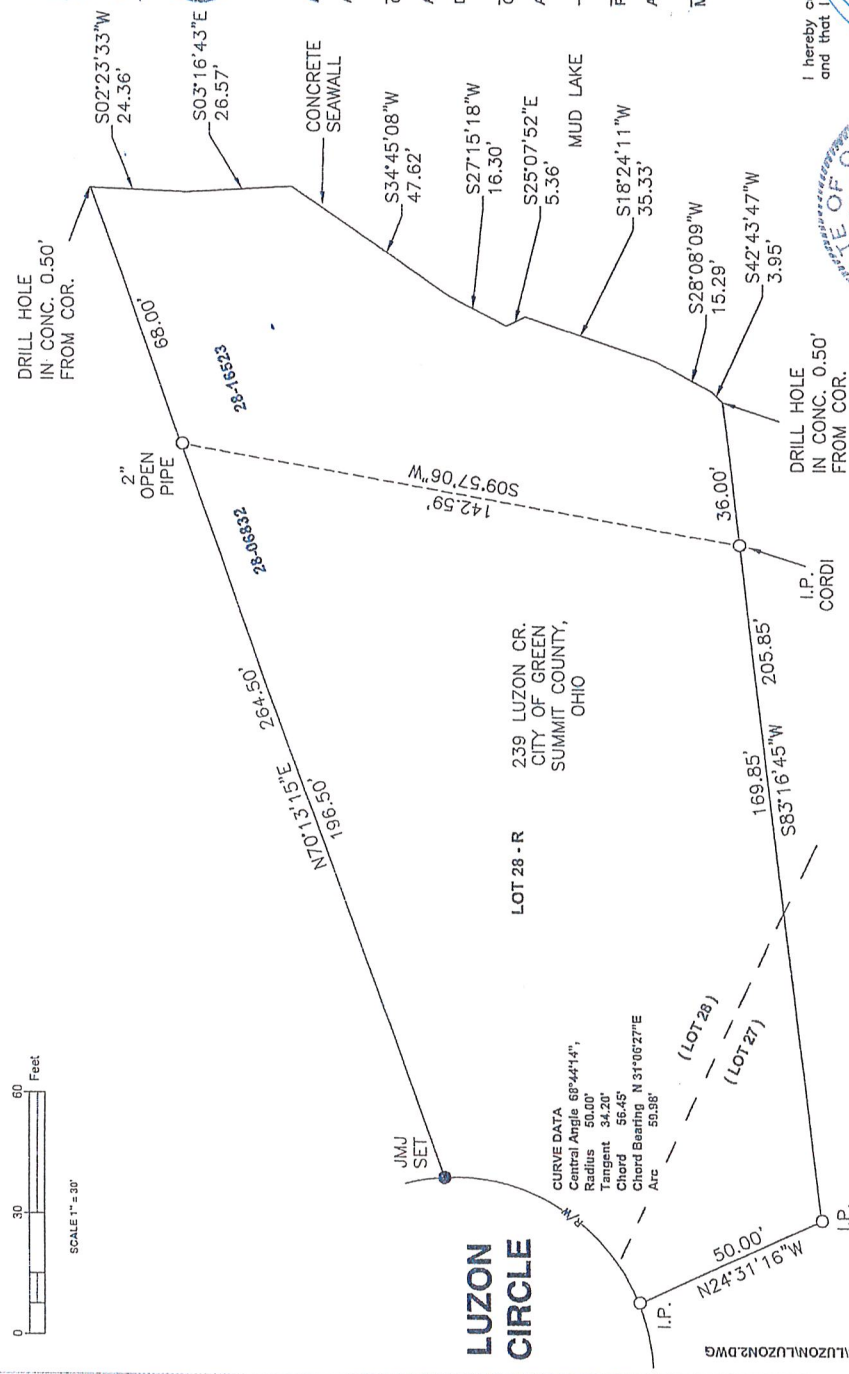 0
30
60
Feet
SCALE 1" = 30'
DRILL HOLE
IN CONC. 0.50'
FROM COR.
S02°23'33"W
24.36'
S03°16'43"E
26.57'
CONCRETE
SEAWALL
S34°45'08"W
47.62'
S27°15'18"W
16.30'
S25°07'52"E
5.36'
MUD LAKE
S18°24'11"W
35.33'
S28°08'09"W
15.29'
S42°43'47"W
3.95'
DRILL HOLE
IN CONC. 0.50'
FROM COR.
68.00'
28-16523
2"
OPEN
PIPE
28-06832
S09°57'06"W
142.59'
36.00'
I.P.
CORDI
264.50'
N70°13'15"E
196.50'
239 LUZON CR.
CITY OF GREEN
SUMMIT COUNTY,
OHIO
LOT 28 - R
205.85'
169.85'
S83°16'45"W
JMJ
SET
CURVE DATA
Central Angle 68°44'14",
Radius 50.00'
Tangent 34.20'
Chord 56.45'
Chord Bearing N 31°06'27"E
Arc 59.98'
R/W
(LOT 28)
(LOT 27)
LUZON
CIRCLE
50.00'
N24°31'16"W
I.P.
I.P.
\LUZON\LUZON2.DWG
I hereby c
and that I
TE OF O